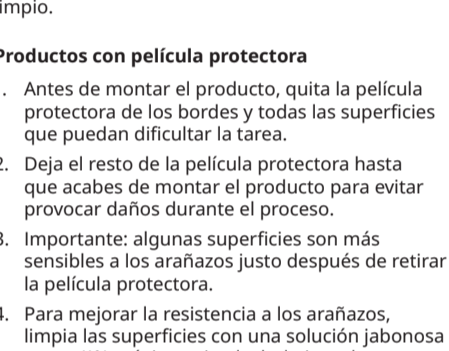 impio.
Productos con película protectora
. Antes de montar el producto, quita la película
protectora de los bordes y todas las superficies
que puedan dificultar la tarea.
2. Deja el resto de la película protectora hasta
que acabes de montar el producto para evitar
provocar daños durante el proceso.
3. Importante: algunas superficies son más
sensibles a los arañazos justo después de retirar
la película protectora.
4. Para mejorar la resistencia a los arañazos,
limpia las superficies con una solución jabonosa